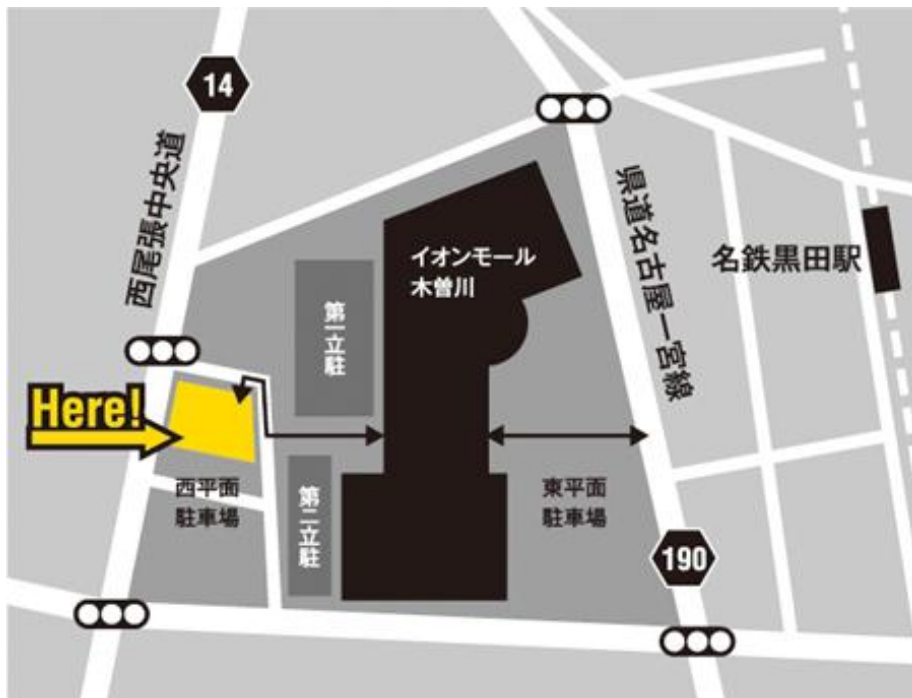 14
西尾張中央道
イオンモール
木曽川
県道名古屋一宮線
名鉄黒田駅
第一立駐
Here!
西平面
駐車場
第二立駐
東平面
駐車場
190